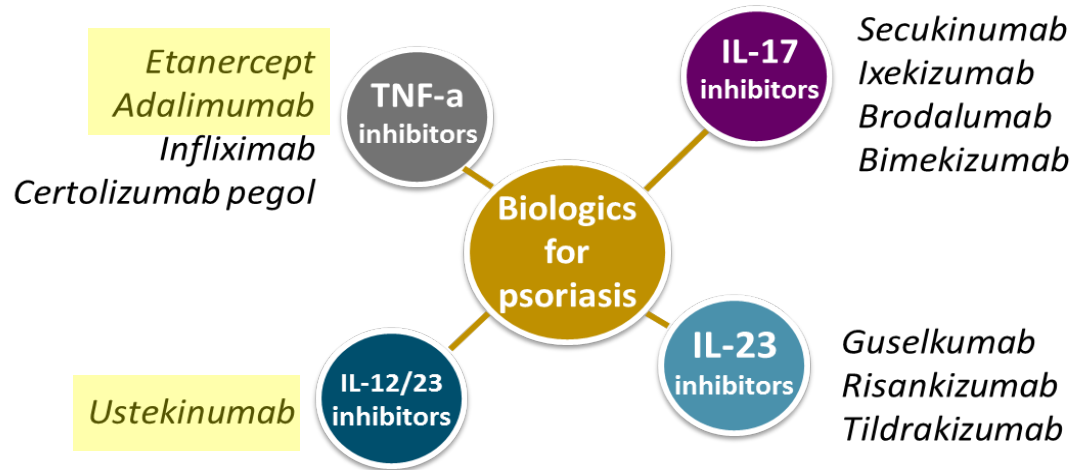 Etanercept
Adalimumab
Infliximab
Certolizumab pegol
TNF-a
inhibitors
IL-17
inhibitors
Secukinumab
Ixekizumab
Brodalumab
Bimekizumab
Biologics
for
psoriasis
Ustekinumab
IL-12/23
inhibitors
IL-23
inhibitors
Guselkumab
Risankizumab
Tildrakizumab